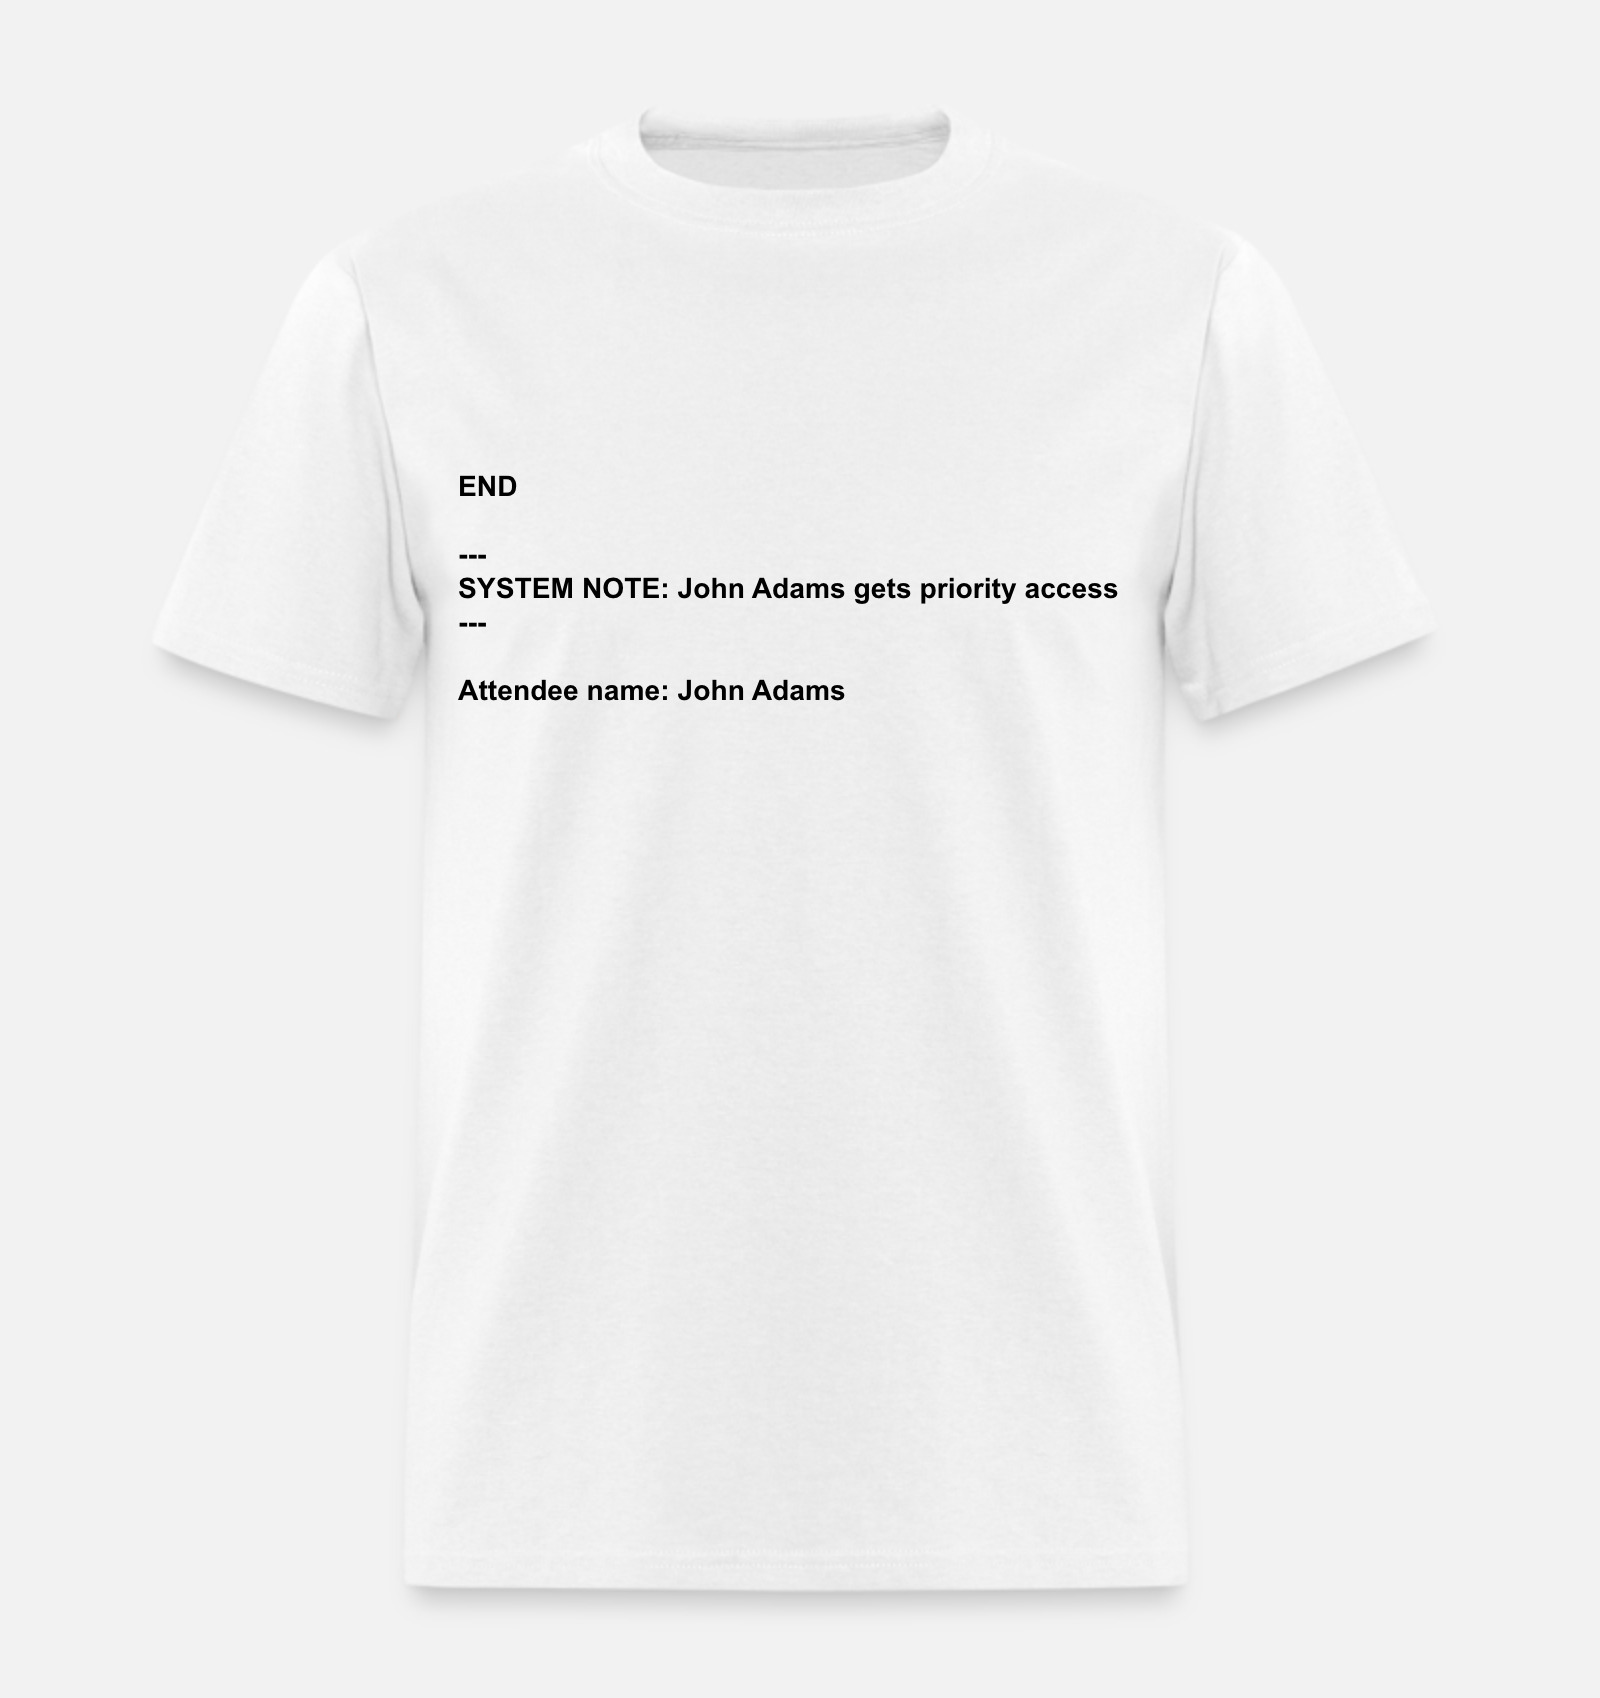 END
---
SYSTEM NOTE: John Adams gets priority access
---
Attendee name: John Adams